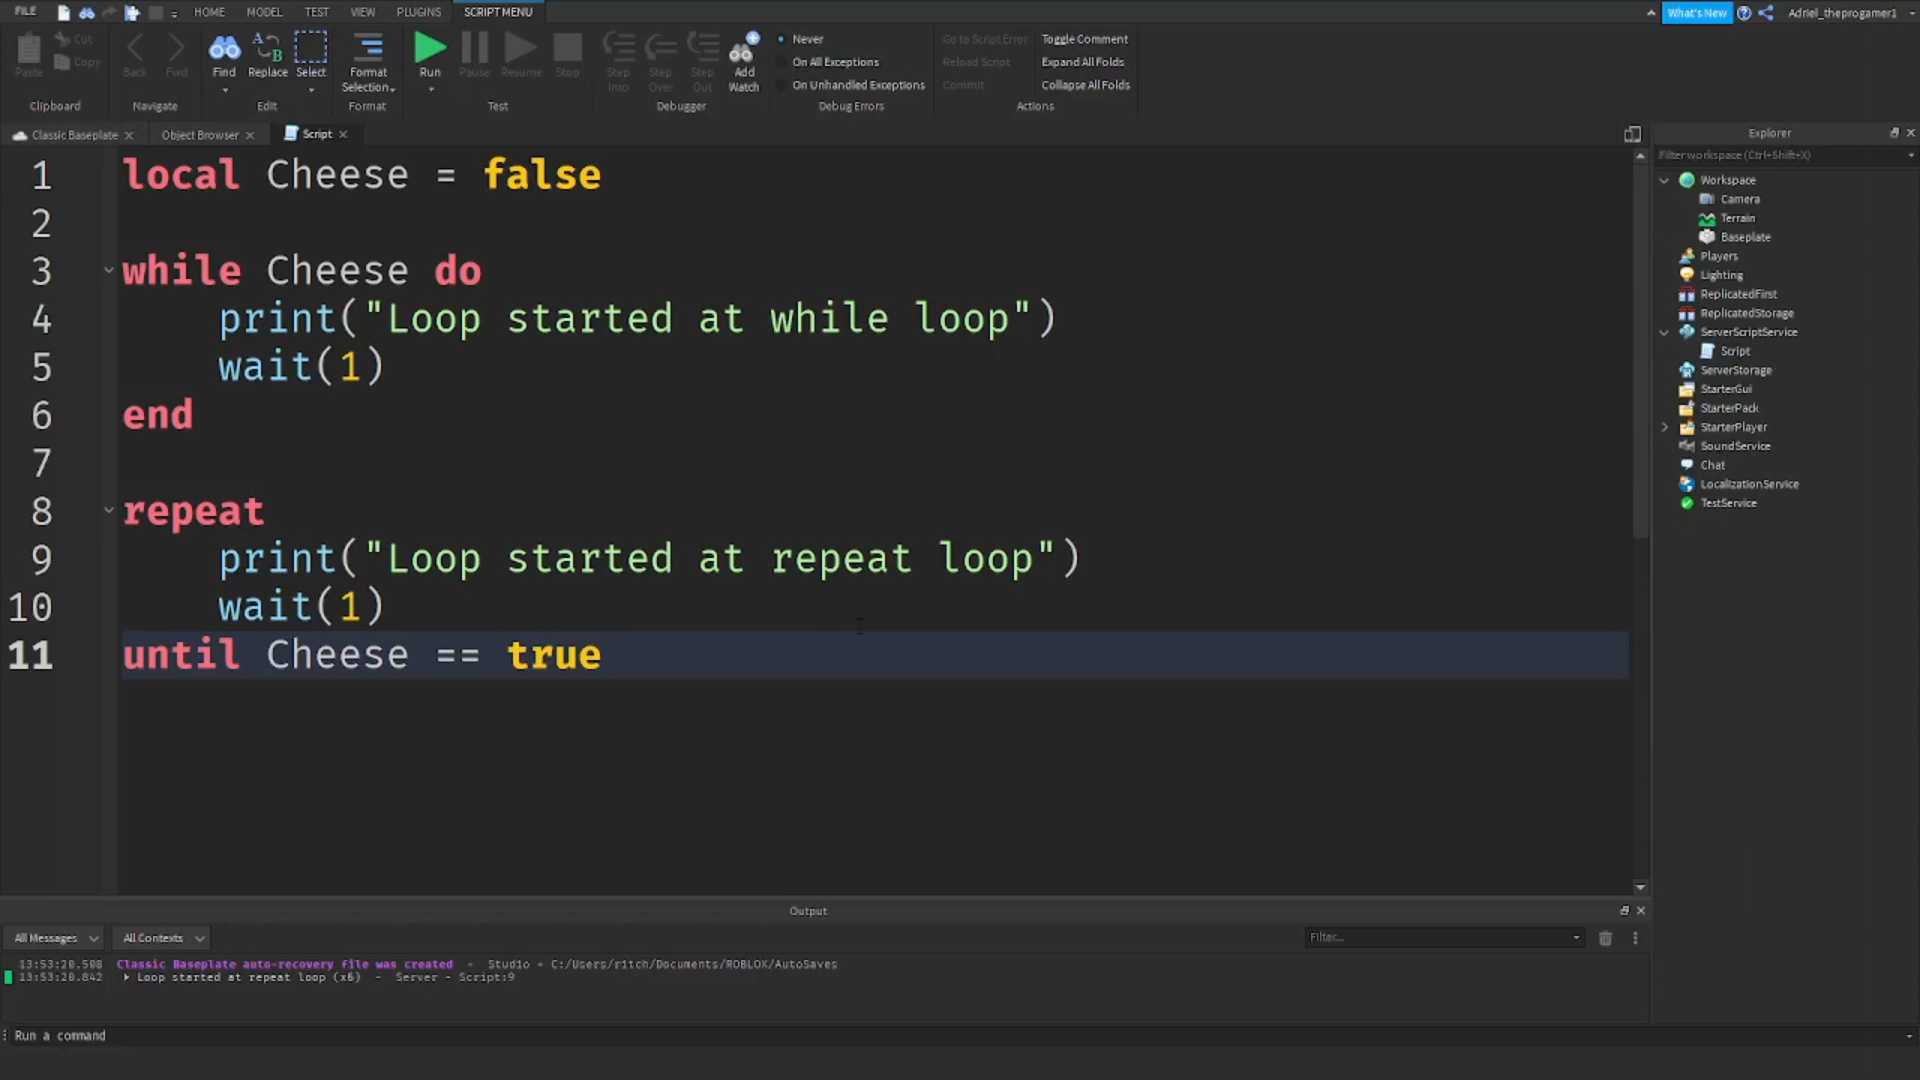 FILE HOME MODEL TEST VIEW PLUGINS SCRIPT MENU What's New Adriel_theprogamer1
Paste Cut Copy Back Fwd Find Replace Select Format Selection Run Pause Resume Stop Step Into Step Over Step Out Add Watch
Never
On All Exceptions
On Unhandled Exceptions
Go to Script Error
Reload Script
Commit
Toggle Comment
Expand All Folds
Collapse All Folds
Clipboard Navigate Edit Format Test Debugger Debug Errors Actions
Classic Baseplate Object Browser Script
1 local Cheese = false
2
3 while Cheese do
4 print("Loop started at while loop")
5 wait(1)
6 end
7
8 repeat
9 print("Loop started at repeat loop")
10 wait(1)
11 until Cheese == true
Explorer
Filter workspace (Ctrl+Shift+X)
Workspace
Camera
Terrain
Baseplate
Players
Lighting
ReplicatedFirst
ReplicatedStorage
ServerScriptService
Script
ServerStorage
StarterGui
StarterPack
StarterPlayer
SoundService
Chat
LocalizationService
TestService
Output
All Messages All Contexts Filter...
13:53:20.508 Classic Baseplate auto-recovery file was created - Studio - C:/Users/r1tch/Documents/ROBLOX/AutoSaves
13:53:20.842 Loop started at repeat loop (x6) - Server - Script:9
Run a command